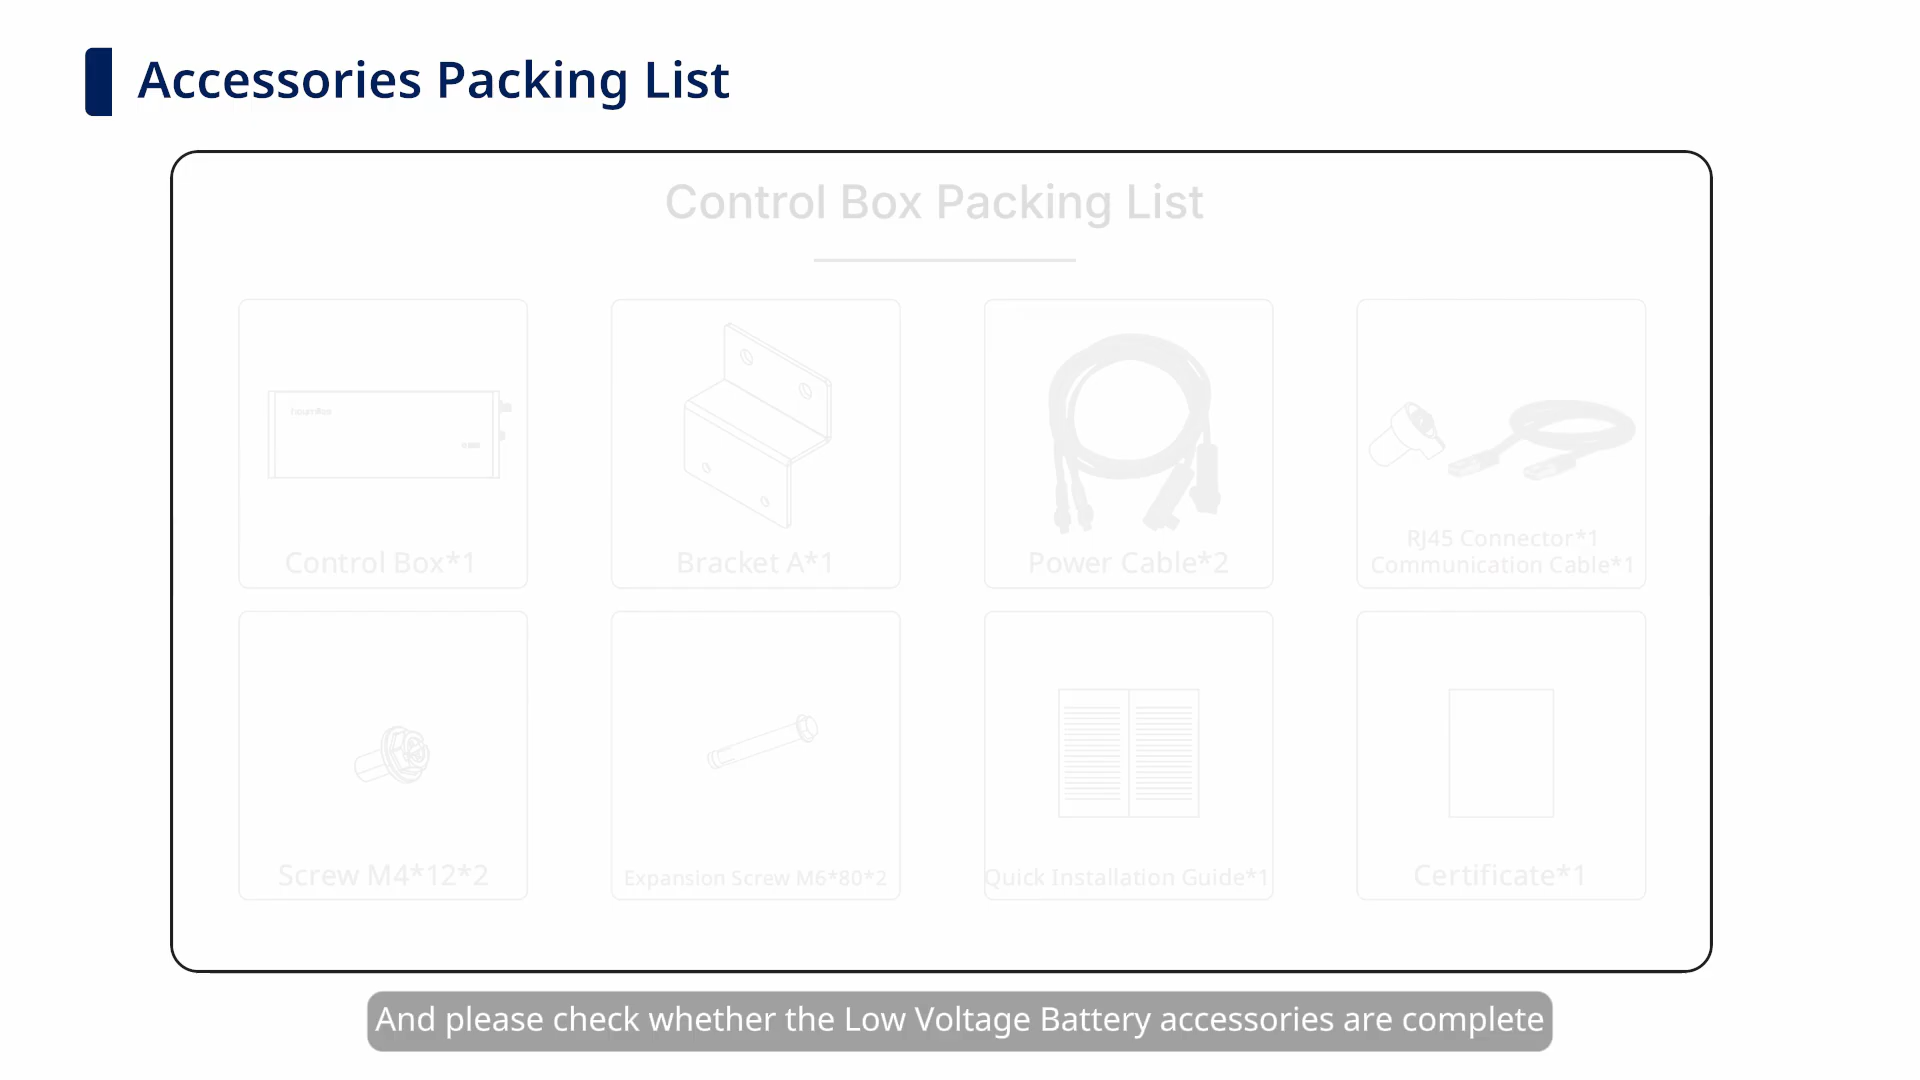 Accessories Packing List
Control Box Packing List
Control Box*1
Bracket A*1
Power Cable*2
RJ45 Connector*1
Communication Cable*1
Screw M4*12*2
Expansion Screw M6*80*2
Quick Installation Guide*1
Certificate*1
And please check whether the Low Voltage Battery accessories are complete